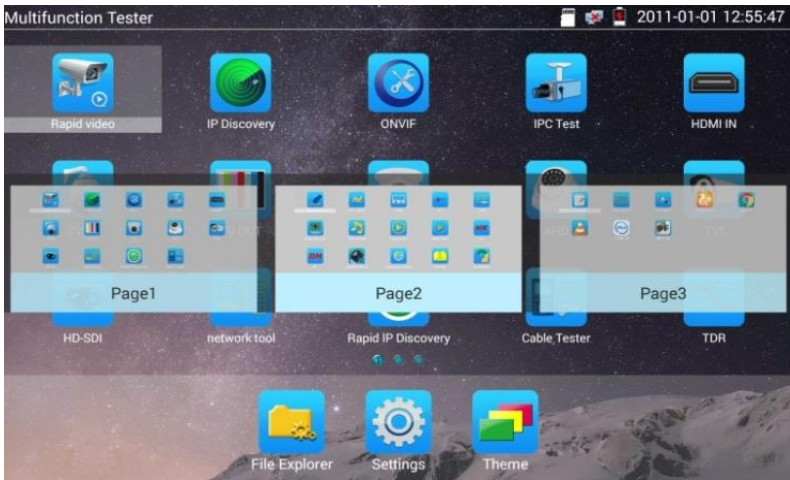 Multifunction Tester
2011-01-01 12:55:47
Rapid video
IP Discovery
ONVIF
IPC Test
HDMI IN
Page1
Page2
Page3
HD-SDI
network tool
Rapid IP Discovery
Cable Tester
TDR
File Explorer
Settings
Theme